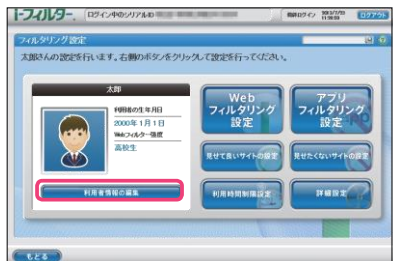 i-フィルター. ログイン中のシリアルID ログアウト
フィルタリング設定
太郎さんの設定を行います。右側のボタンをクリックして設定を行ってください。
太郎
利用者の生年月日
2000年1月1日
Webフィルター強度
高校生
利用者情報の編集
Web
フィルタリング
設定
アプリ
フィルタリング
設定
見せて良いサイトの設定
見せたくないサイトの設定
利用時間制限設定
詳細設定
もどる